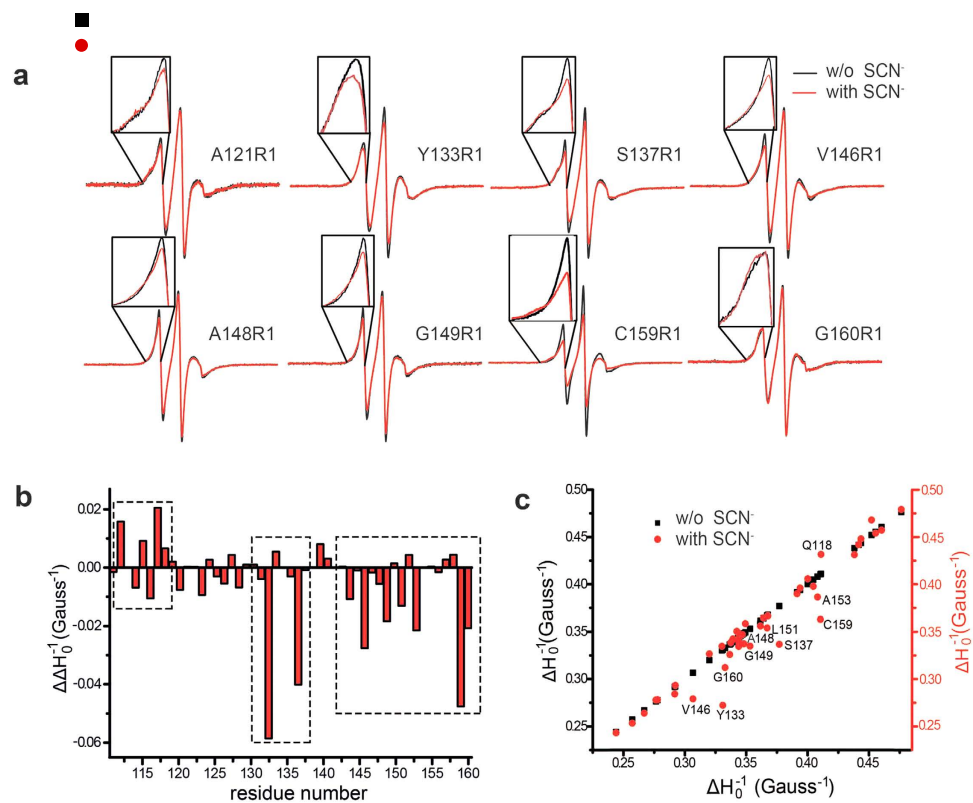 a
w/o SCN⁻
with SCN⁻
A121R1
Y133R1
S137R1
V146R1
A148R1
G149R1
C159R1
G160R1
b
ΔΔH₀⁻¹(Gauss⁻¹)
0.02
0.00
-0.02
-0.04
-0.06
115 120 125 130 135 140 145 150 155 160
residue number
c
w/o SCN⁻
with SCN⁻
ΔH₀⁻¹(Gauss⁻¹)
0.50
0.45
0.40
0.35
0.30
0.25
0.50
0.45
0.40
0.35
0.30
0.25
ΔH₀⁻¹(Gauss⁻¹)
Q118
A153
C159
L151
A148
S137
G149
G160
V146
Y133
0.25 0.30 0.35 0.40 0.45
ΔH₀⁻¹ (Gauss⁻¹)